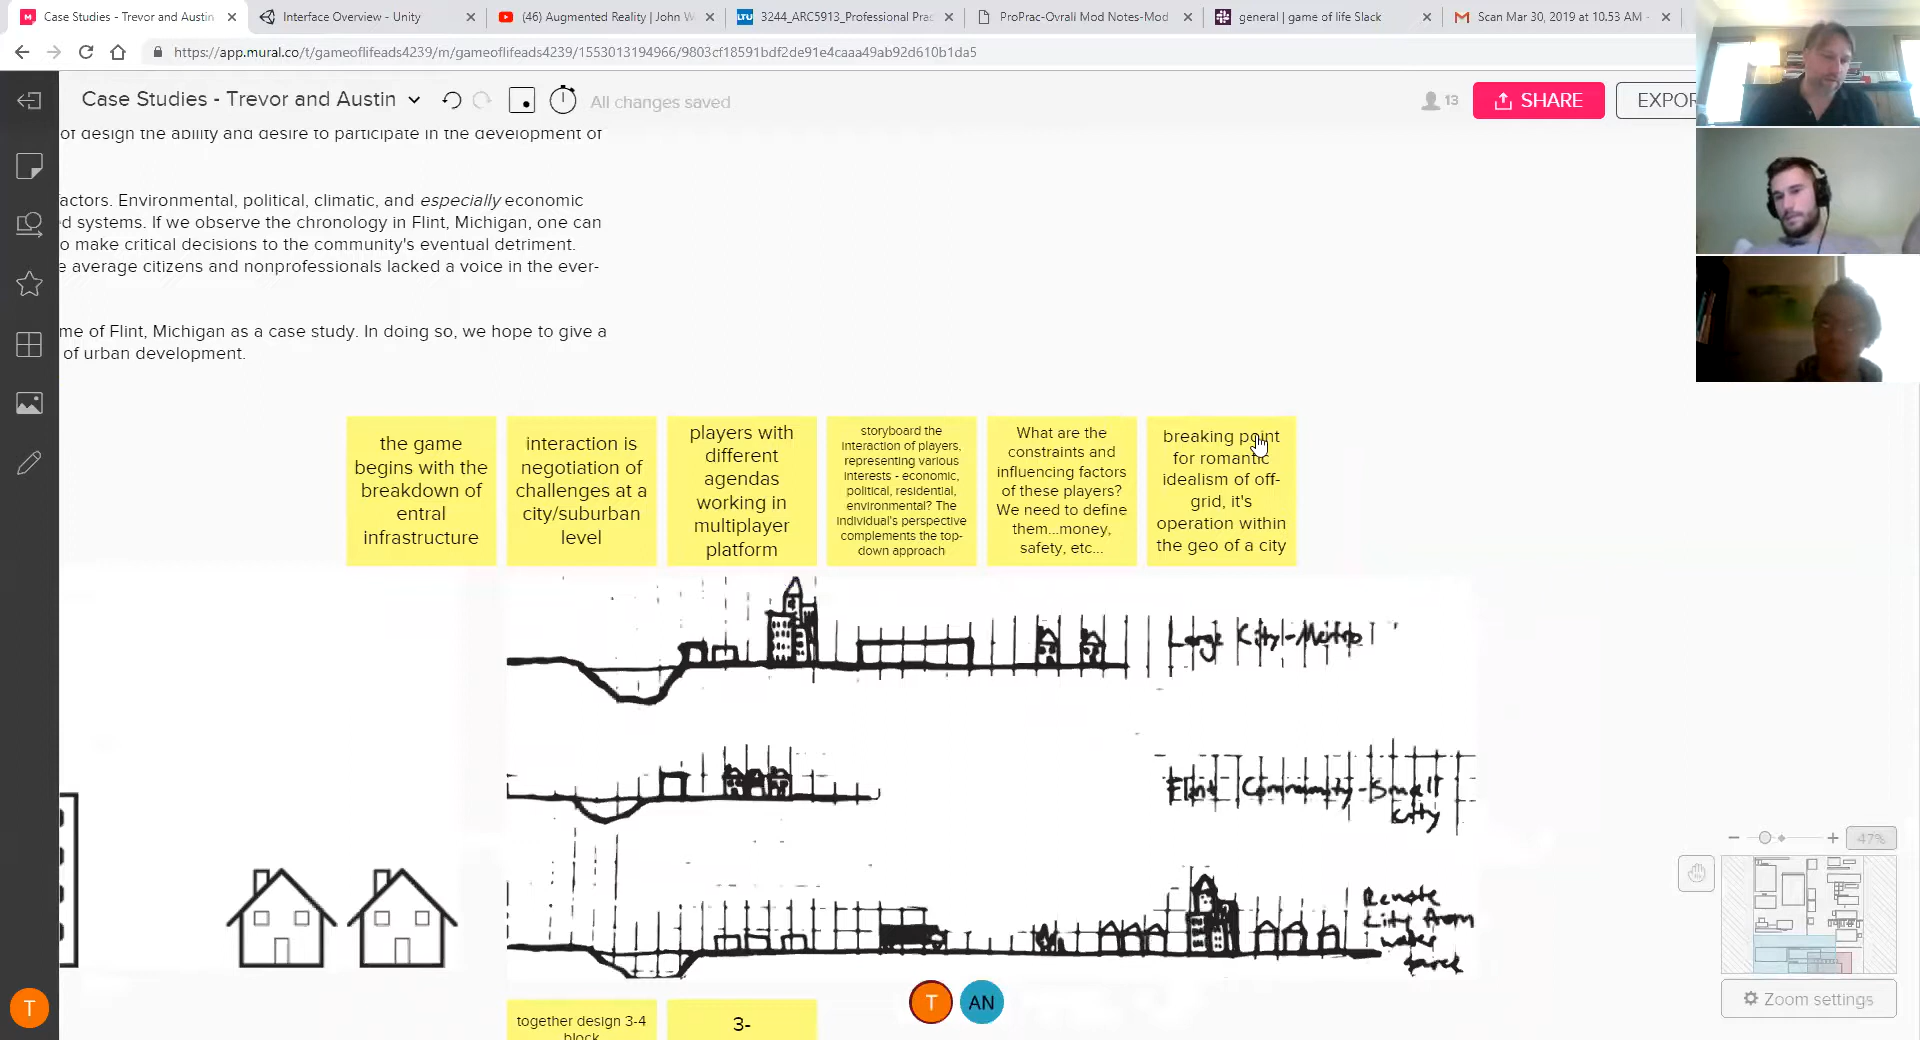 Case Studies - Trevor and Austin
Interface Overview - Unity
(46) Augmented Reality | John W
3244_ARC5913_Professional Prac
ProPrac-Ovrall Mod Notes-Mod
general | game of life Slack
Scan Mar 30, 2019 at 10.53 AM -
https://app.mural.co/t/gameoflifeads4239/m/gameoflifeads4239/1553013194966/9803cf18591bdf2de91e4caaa49ab92d610b1da5
Case Studies - Trevor and Austin
All changes saved
13
SHARE
EXPOR
of design the ability and desire to participate in the development of
factors. Environmental, political, climatic, and especially economic
d systems. If we observe the chronology in Flint, Michigan, one can
o make critical decisions to the community's eventual detriment.
e average citizens and nonprofessionals lacked a voice in the ever-
me of Flint, Michigan as a case study. In doing so, we hope to give a
of urban development.
the game
begins with the
breakdown of
entral
infrastructure
interaction is
negotiation of
challenges at a
city/suburban
level
players with
different
agendas
working in
multiplayer
platform
storyboard the
interaction of players,
representing various
interests - economic,
political, residential,
environmental? The
individual's perspective
complements the top-
down approach
What are the
constraints and
influencing factors
of these players?
We need to define
them...money,
safety, etc...
breaking point
for romantic
idealism of off-
grid, it's
operation within
the geo of a city
Large City-Metro
Flint Community-Small
City
Remote
City from
water
together design 3-4
block
3-
T
AN
T
47%
Zoom settings